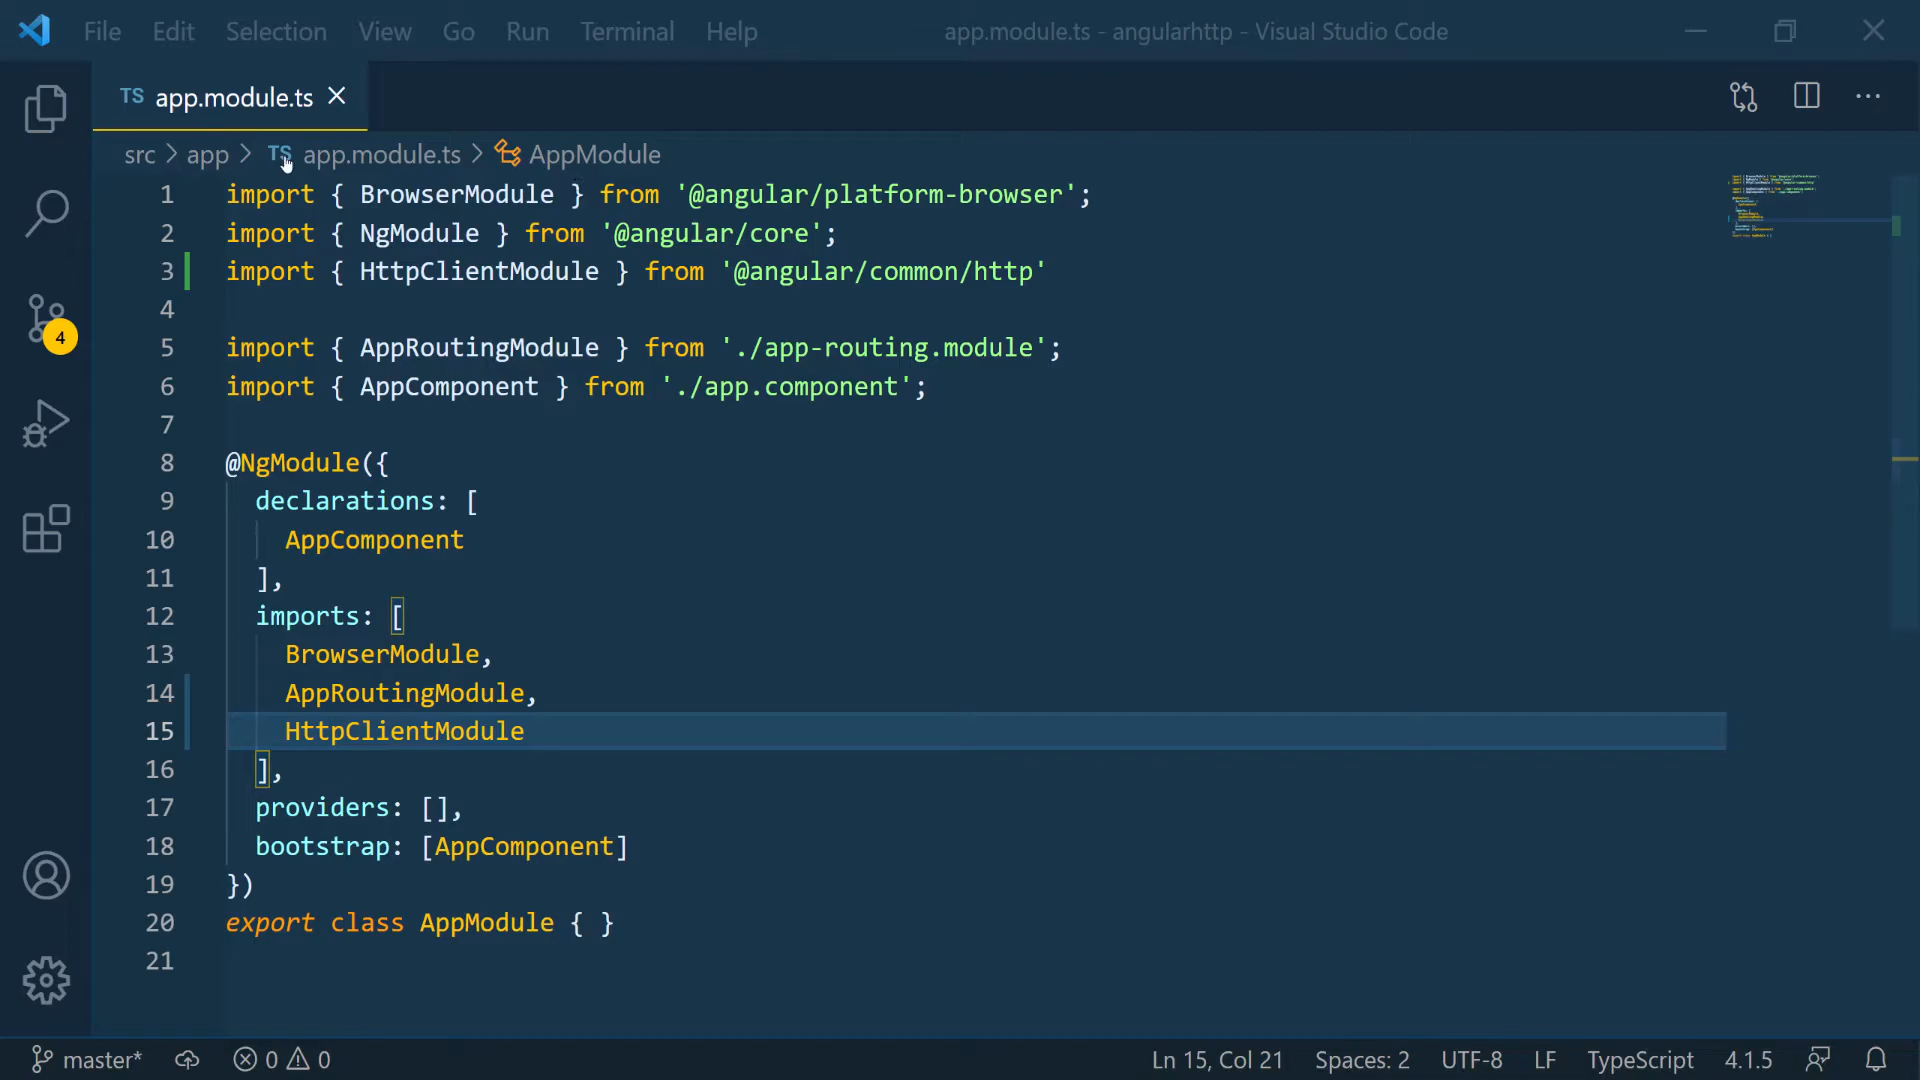 File Edit Selection View Go Run Terminal Help app.module.ts - angularhttp - Visual Studio Code
TS app.module.ts
src > app > TS app.module.ts > AppModule
1 import { BrowserModule } from '@angular/platform-browser';
2 import { NgModule } from '@angular/core';
3 import { HttpClientModule } from '@angular/common/http'
4
5 import { AppRoutingModule } from './app-routing.module';
6 import { AppComponent } from './app.component';
7
8 @NgModule({
9   declarations: [
10     AppComponent
11   ],
12   imports: [
13     BrowserModule,
14     AppRoutingModule,
15     HttpClientModule
16   ],
17   providers: [],
18   bootstrap: [AppComponent]
19 })
20 export class AppModule { }
21
4
master* 0 0 Ln 15, Col 21 Spaces: 2 UTF-8 LF TypeScript 4.1.5